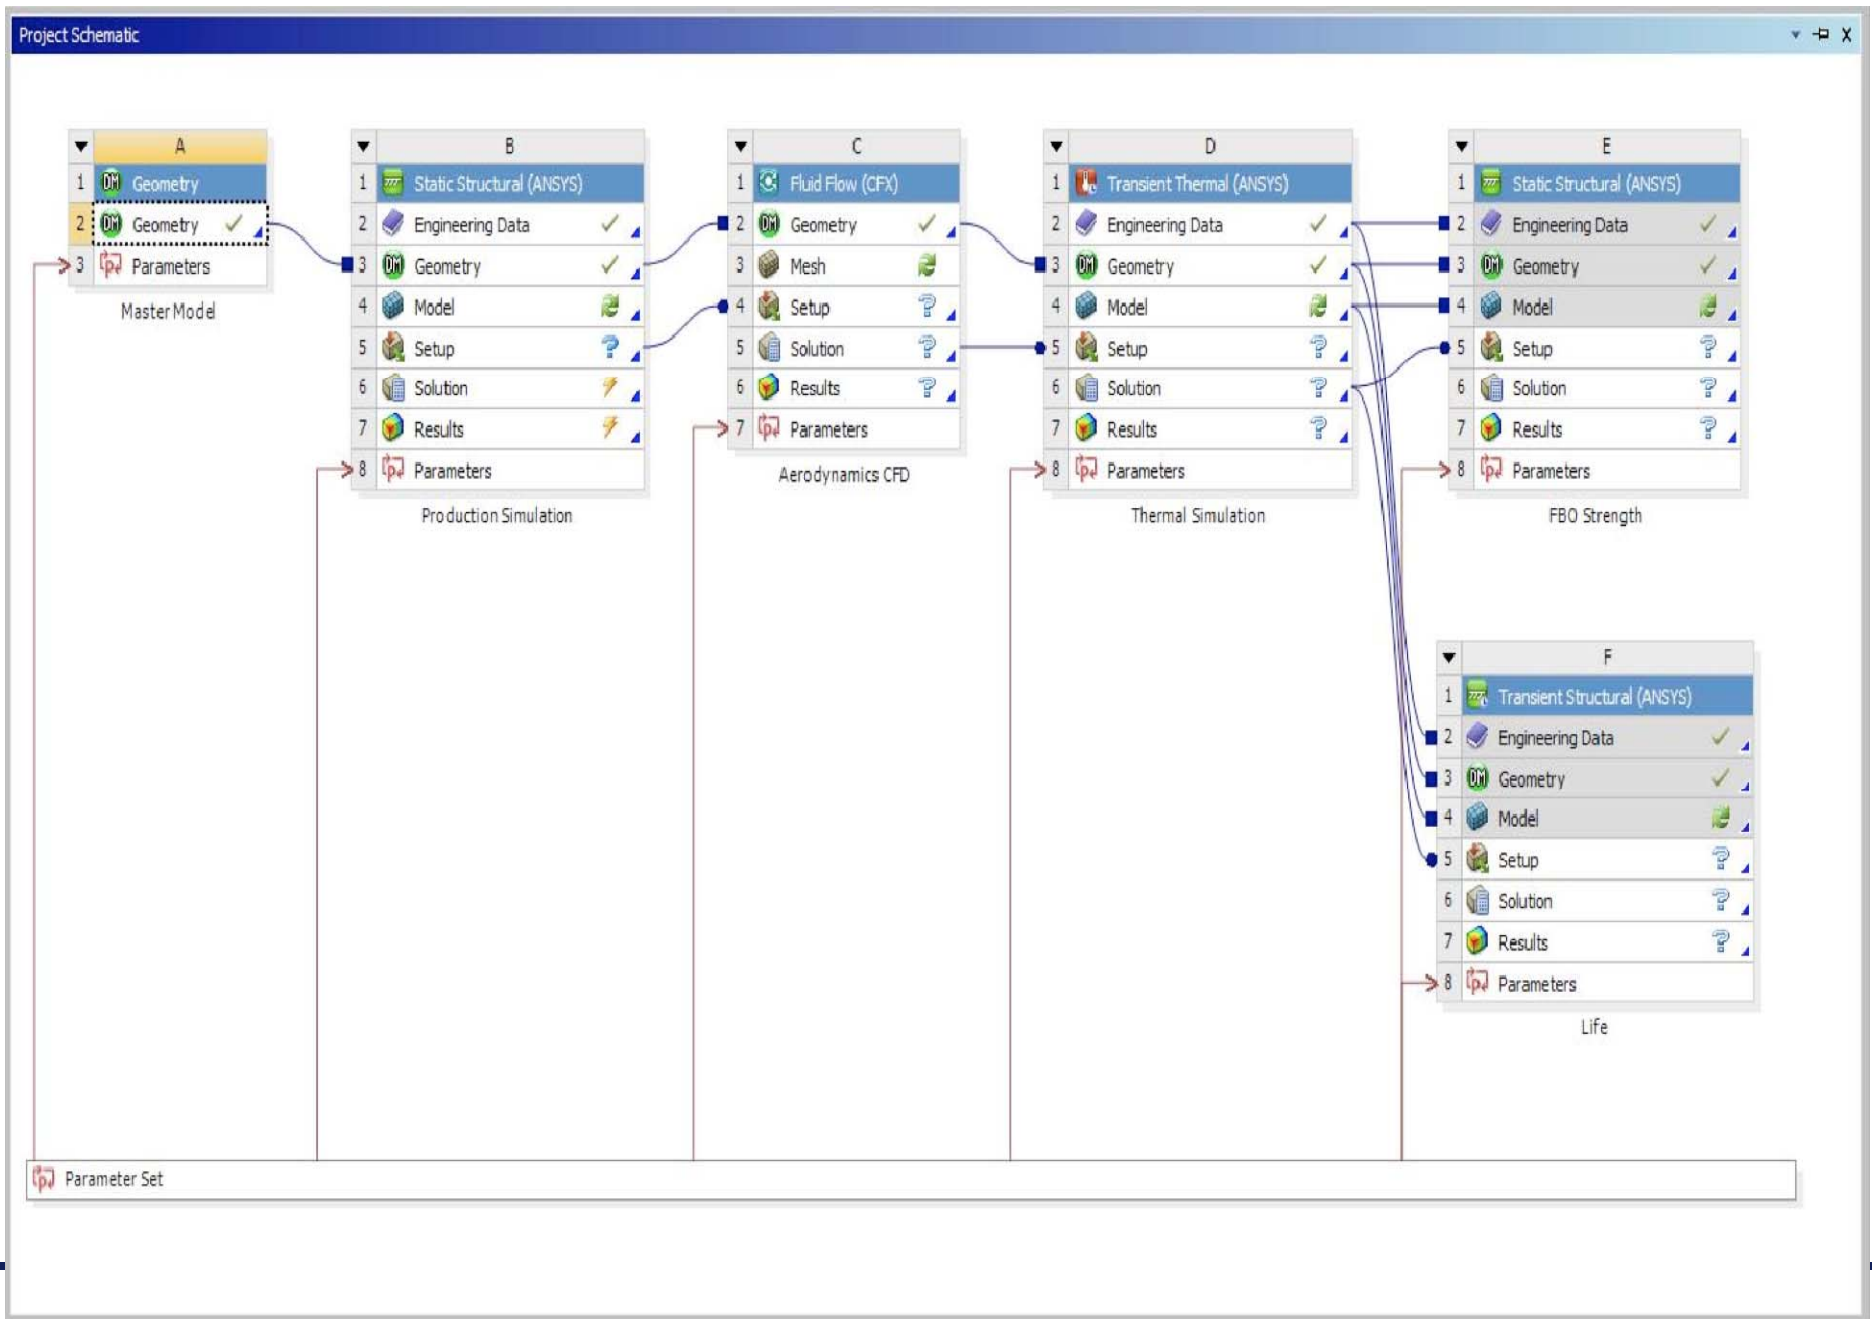 Project Schematic
A
1 Geometry
2 Geometry
3 Parameters
Master Model
B
1 Static Structural (ANSYS)
2 Engineering Data
3 Geometry
4 Model
5 Setup
6 Solution
7 Results
8 Parameters
Production Simulation
C
1 Fluid Flow (CFX)
2 Geometry
3 Mesh
4 Setup
5 Solution
6 Results
7 Parameters
Aerodynamics CFD
D
1 Transient Thermal (ANSYS)
2 Engineering Data
3 Geometry
4 Model
5 Setup
6 Solution
7 Results
8 Parameters
Thermal Simulation
E
1 Static Structural (ANSYS)
2 Engineering Data
3 Geometry
4 Model
5 Setup
6 Solution
7 Results
8 Parameters
FBO Strength
F
1 Transient Structural (ANSYS)
2 Engineering Data
3 Geometry
4 Model
5 Setup
6 Solution
7 Results
8 Parameters
Life
Parameter Set